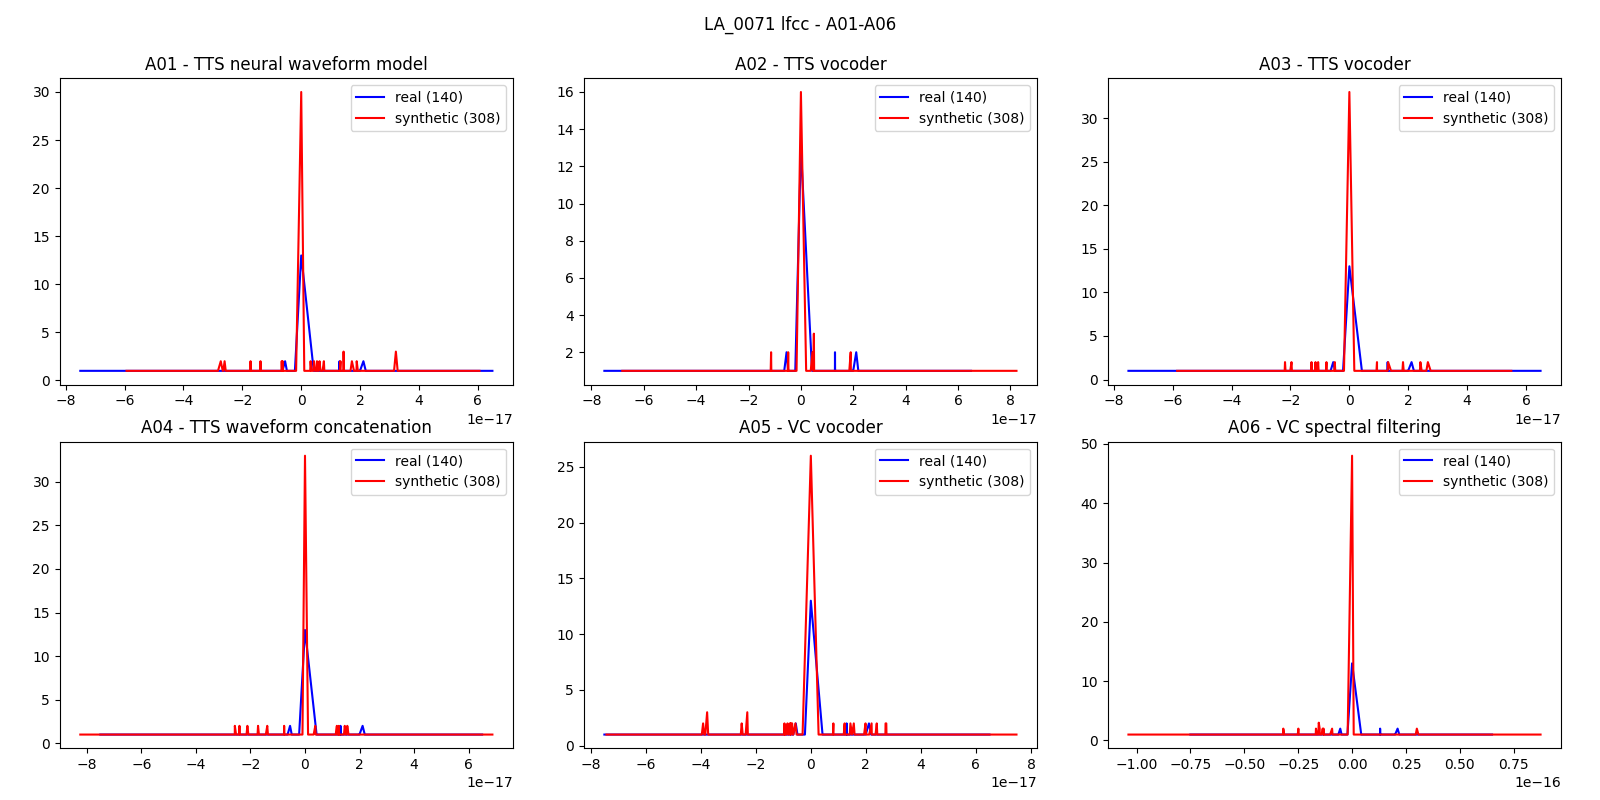 LA_0071 lfcc - A01-A06
A01 - TTS neural waveform model
real (140)
synthetic (308)
30
25
20
15
10
5
0
−8 −6 −4 −2 0 2 4 6
1e−17
A02 - TTS vocoder
real (140)
synthetic (308)
16
14
12
10
8
6
4
2
−8 −6 −4 −2 0 2 4 6 8
1e−17
A03 - TTS vocoder
real (140)
synthetic (308)
30
25
20
15
10
5
0
−8 −6 −4 −2 0 2 4 6
1e−17
A04 - TTS waveform concatenation
real (140)
synthetic (308)
30
25
20
15
10
5
0
−8 −6 −4 −2 0 2 4 6
1e−17
A05 - VC vocoder
real (140)
synthetic (308)
25
20
15
10
5
0
−8 −6 −4 −2 0 2 4 6 8
1e−17
A06 - VC spectral filtering
real (140)
synthetic (308)
50
40
30
20
10
0
−1.00 −0.75 −0.50 −0.25 0.00 0.25 0.50 0.75
1e−16